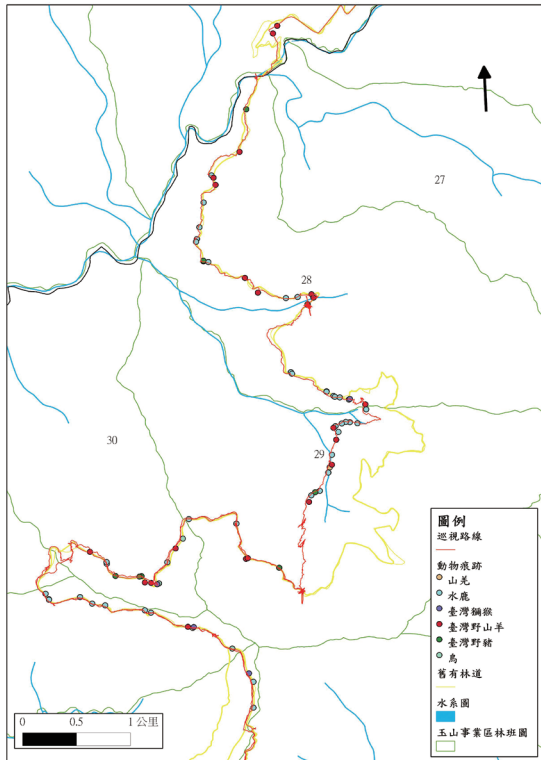 27
28
30
29
圖例
巡視路線
動物痕跡
山羌
水鹿
臺灣獼猴
臺灣野山羊
臺灣野豬
鳥
舊有林道
水系圖
玉山事業區林班圖
0 0.5 1 公里